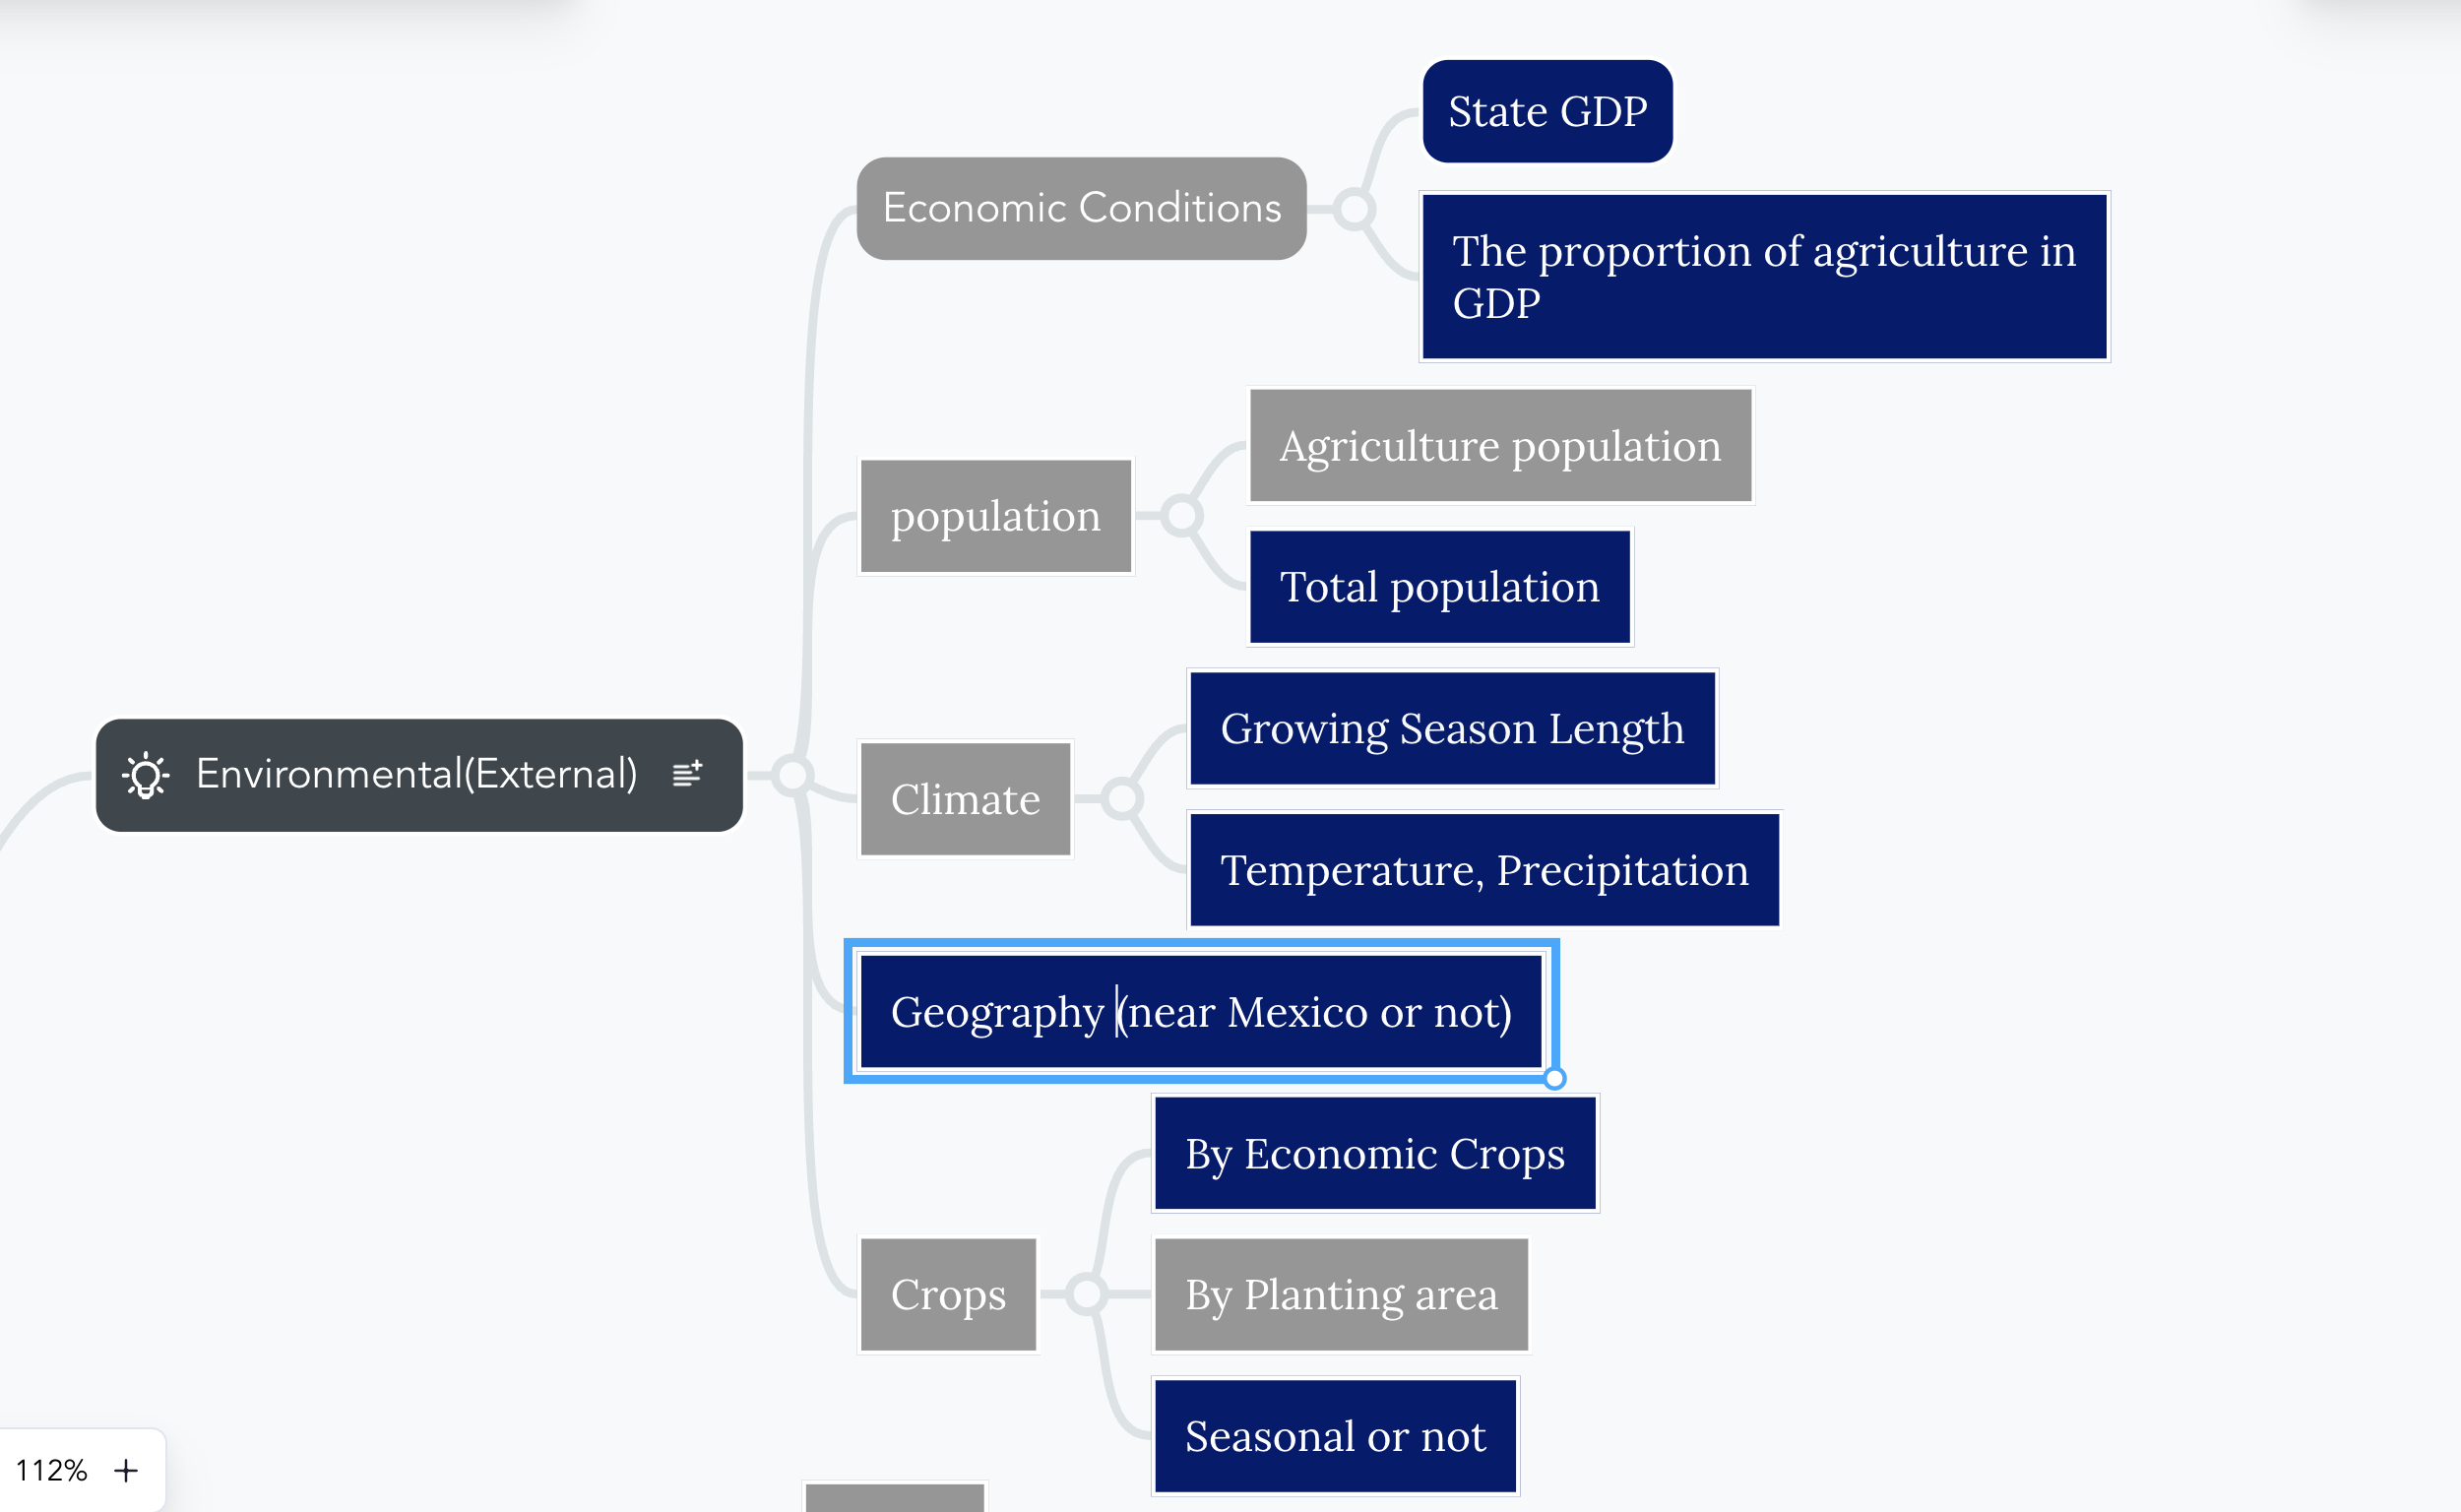 State GDP
Economic Conditions
The proportion of agriculture in
GDP
Agriculture population
population
Total population
Growing Season Length
Environmental(External)
Climate
Temperature, Precipitation
Geography (near Mexico or not)
By Economic Crops
Crops
By Planting area
Seasonal or not
112% +